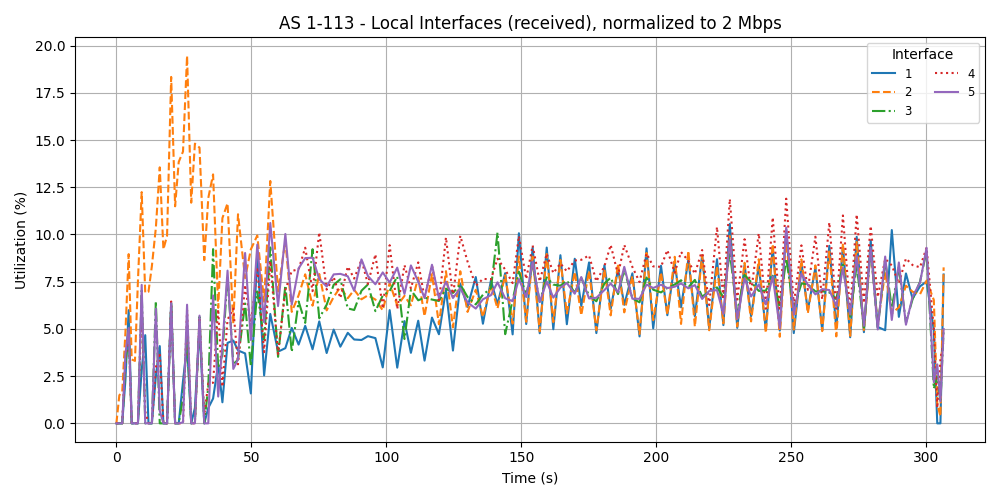 AS 1-113 - Local Interfaces (received), normalized to 2 Mbps
Interface
1 4
2 5
3
Utilization (%)
20.0
17.5
15.0
12.5
10.0
7.5
5.0
2.5
0.0
0 50 100 150 200 250 300
Time (s)